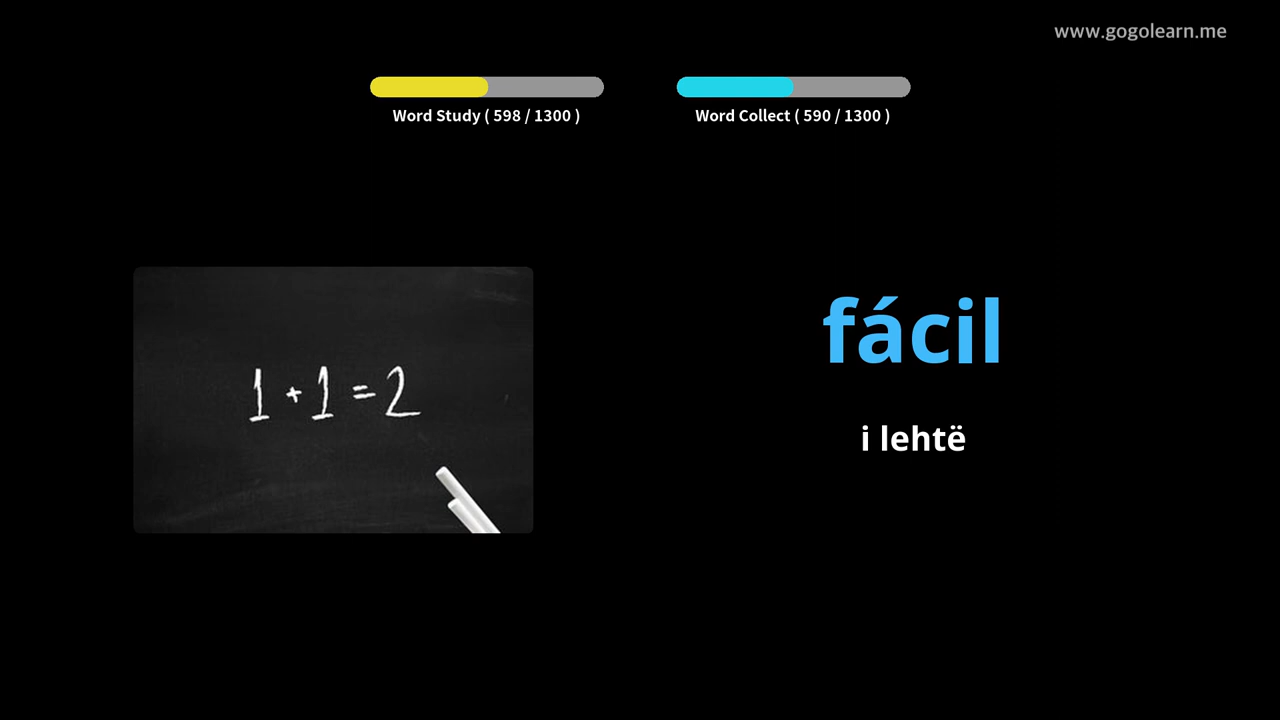 www.gogolearn.me
Word Study ( 598 / 1300 )
Word Collect ( 590 / 1300 )
1 + 1 = 2
fácil
i lehtë